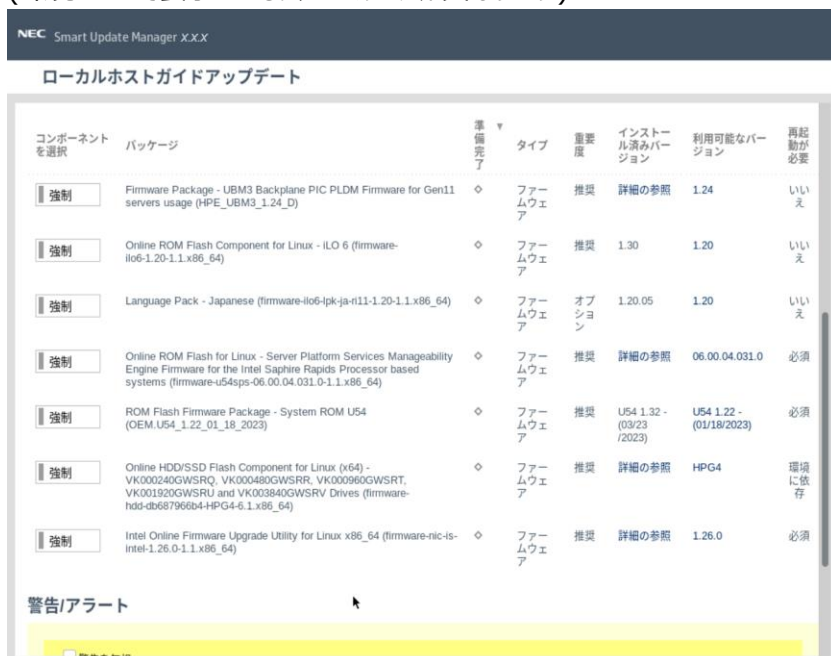 NEC Smart Update Manager X.X.X
ローカルホストガイドアップデート
コンポーネント
を選択
パッケージ
準
備
完
了
▼
タイプ
重要
度
インストー
ル済みバー
ジョン
利用可能なバー
ジョン
再起
動が
必要
強制
Firmware Package - UBM3 Backplane PIC PLDM Firmware for Gen11
servers usage (HPE_UBM3_1.24_D)
ファー
ムウェ
ア
推奨
詳細の参照
1.24
いい
え
強制
Online ROM Flash Component for Linux - iLO 6 (firmware-
ilo6-1.20-1.1.x86_64)
ファー
ムウェ
ア
推奨
1.30
1.20
いい
え
強制
Language Pack - Japanese (firmware-ilo6-lpk-ja-ri11-1.20-1.1.x86_64)
ファー
ムウェ
ア
オプ
ショ
ン
1.20.05
1.20
いい
え
強制
Online ROM Flash for Linux - Server Platform Services Manageability
Engine Firmware for the Intel Saphire Rapids Processor based
systems (firmware-u54sps-06.00.04.031.0-1.1.x86_64)
ファー
ムウェ
ア
推奨
詳細の参照
06.00.04.031.0
必須
強制
ROM Flash Firmware Package - System ROM U54
(OEM.U54_1.22_01_18_2023)
ファー
ムウェ
ア
推奨
U54 1.32 -
(03/23
/2023)
U54 1.22 -
(01/18/2023)
必須
強制
Online HDD/SSD Flash Component for Linux (x64) -
VK000240GWSRQ, VK000480GWSRR, VK000960GWSRT,
VK001920GWSRU and VK003840GWSRV Drives (firmware-
hdd-db687966b4-HPG4-6.1.x86_64)
ファー
ムウェ
ア
推奨
詳細の参照
HPG4
環境
に依
存
強制
Intel Online Firmware Upgrade Utility for Linux x86_64 (firmware-nic-is-
intel-1.26.0-1.1.x86_64)
ファー
ムウェ
ア
推奨
詳細の参照
1.26.0
必須
警告/アラート